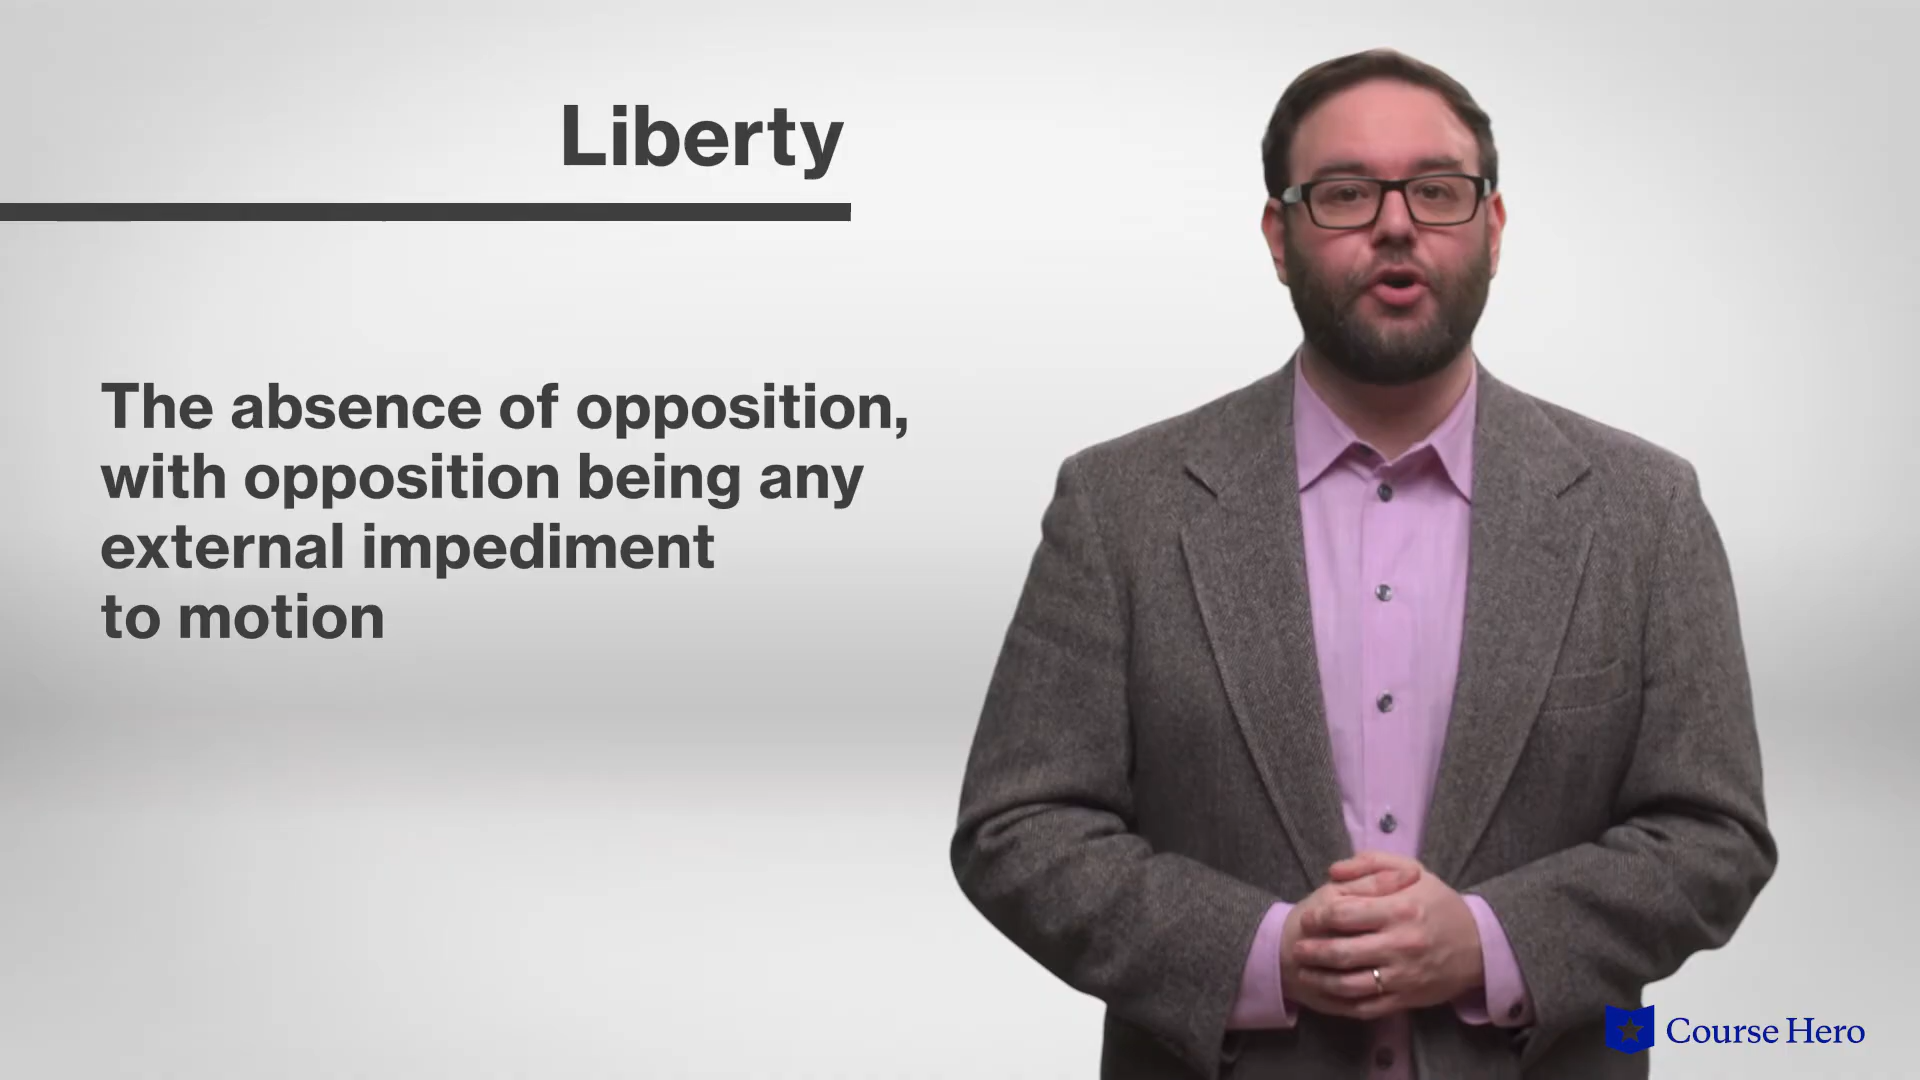 Liberty
The absence of opposition,
with opposition being any
external impediment
to motion
Course Hero